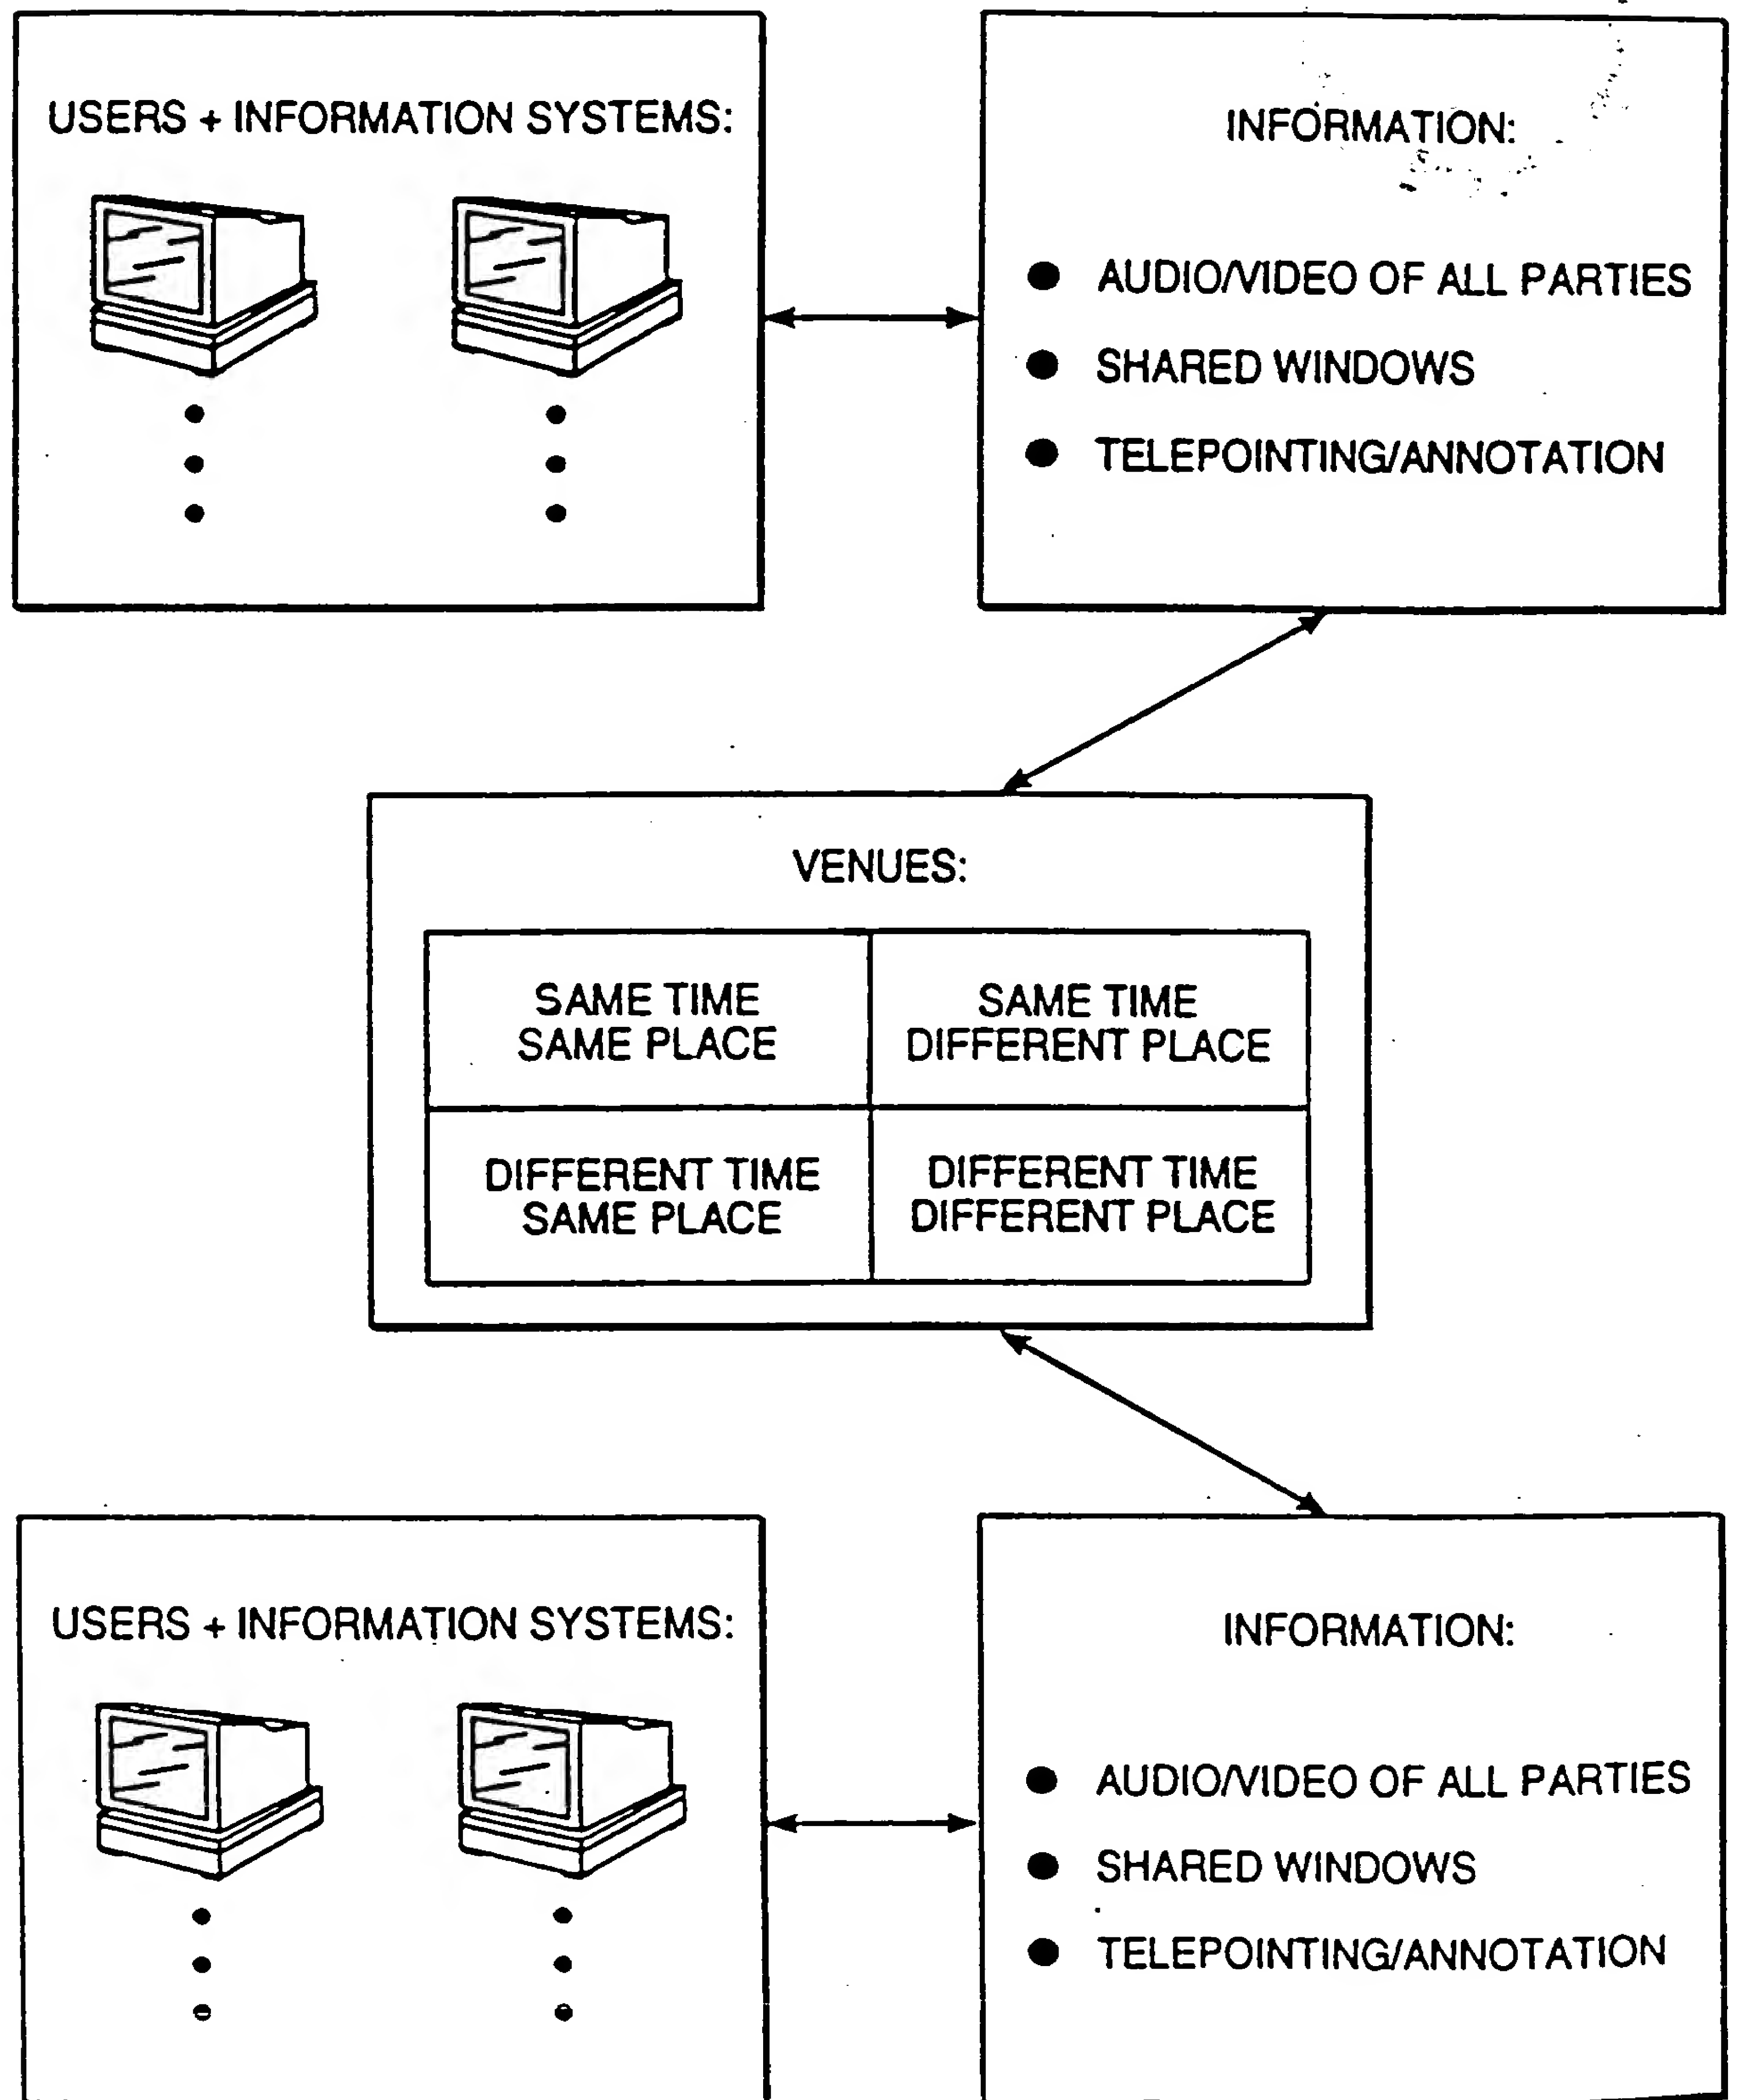 USERS + INFORMATION SYSTEMS:
INFORMATION:
● AUDIO/VIDEO OF ALL PARTIES
● SHARED WINDOWS
● TELEPOINTING/ANNOTATION
VENUES:
SAME TIME
SAME PLACE
SAME TIME
DIFFERENT PLACE
DIFFERENT TIME
SAME PLACE
DIFFERENT TIME
DIFFERENT PLACE
USERS + INFORMATION SYSTEMS:
INFORMATION:
● AUDIO/VIDEO OF ALL PARTIES
● SHARED WINDOWS
● TELEPOINTING/ANNOTATION